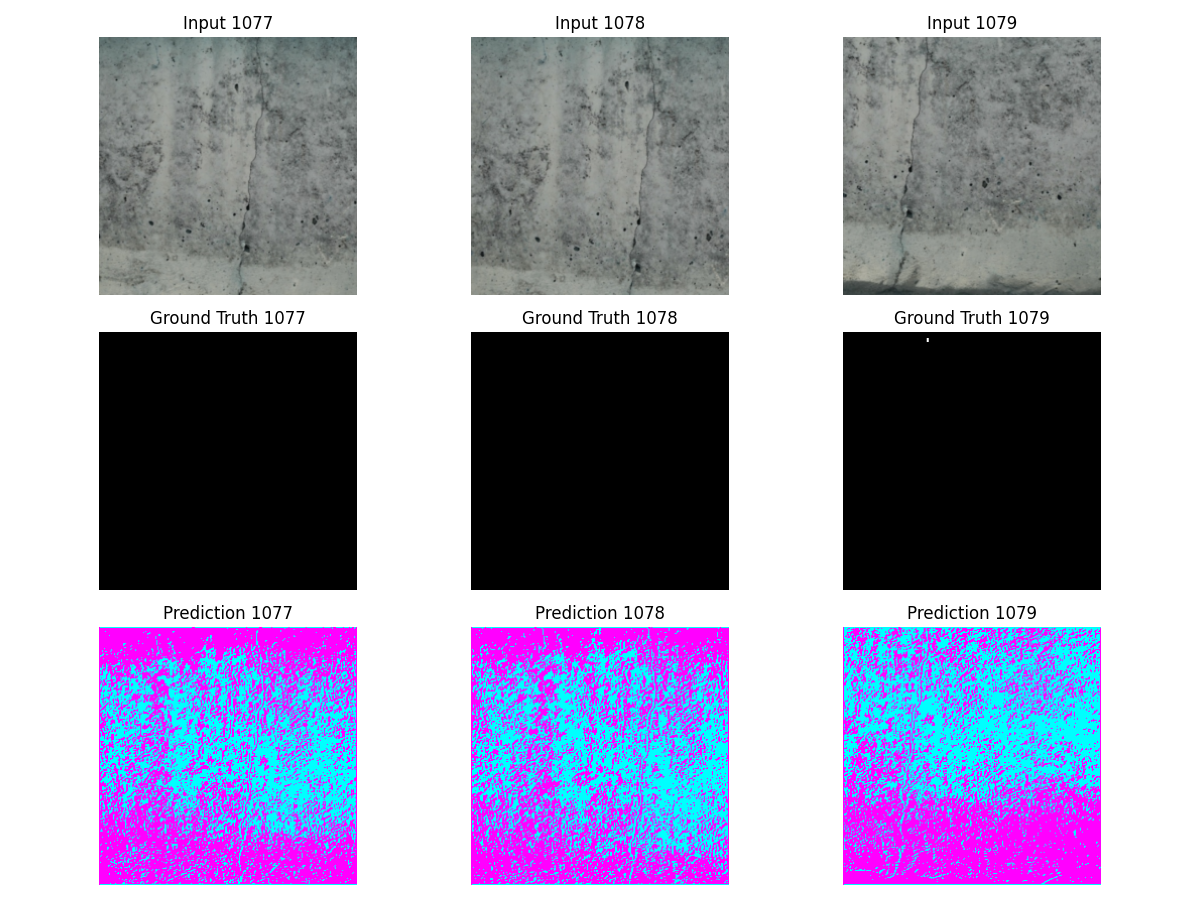 Input 1077
Input 1078
Input 1079
Ground Truth 1077
Ground Truth 1078
Ground Truth 1079
Prediction 1077
Prediction 1078
Prediction 1079